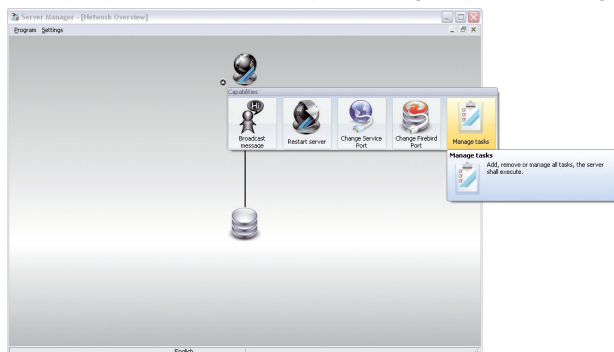 Server Manager - [Network Overview]
Program Settings
Capabilities
Hi
Broadcast message
Restart server
Change Service Port
Change Firebird Port
Manage tasks
Manage tasks
Add, remove or manage all tasks, the server
shall execute.
English